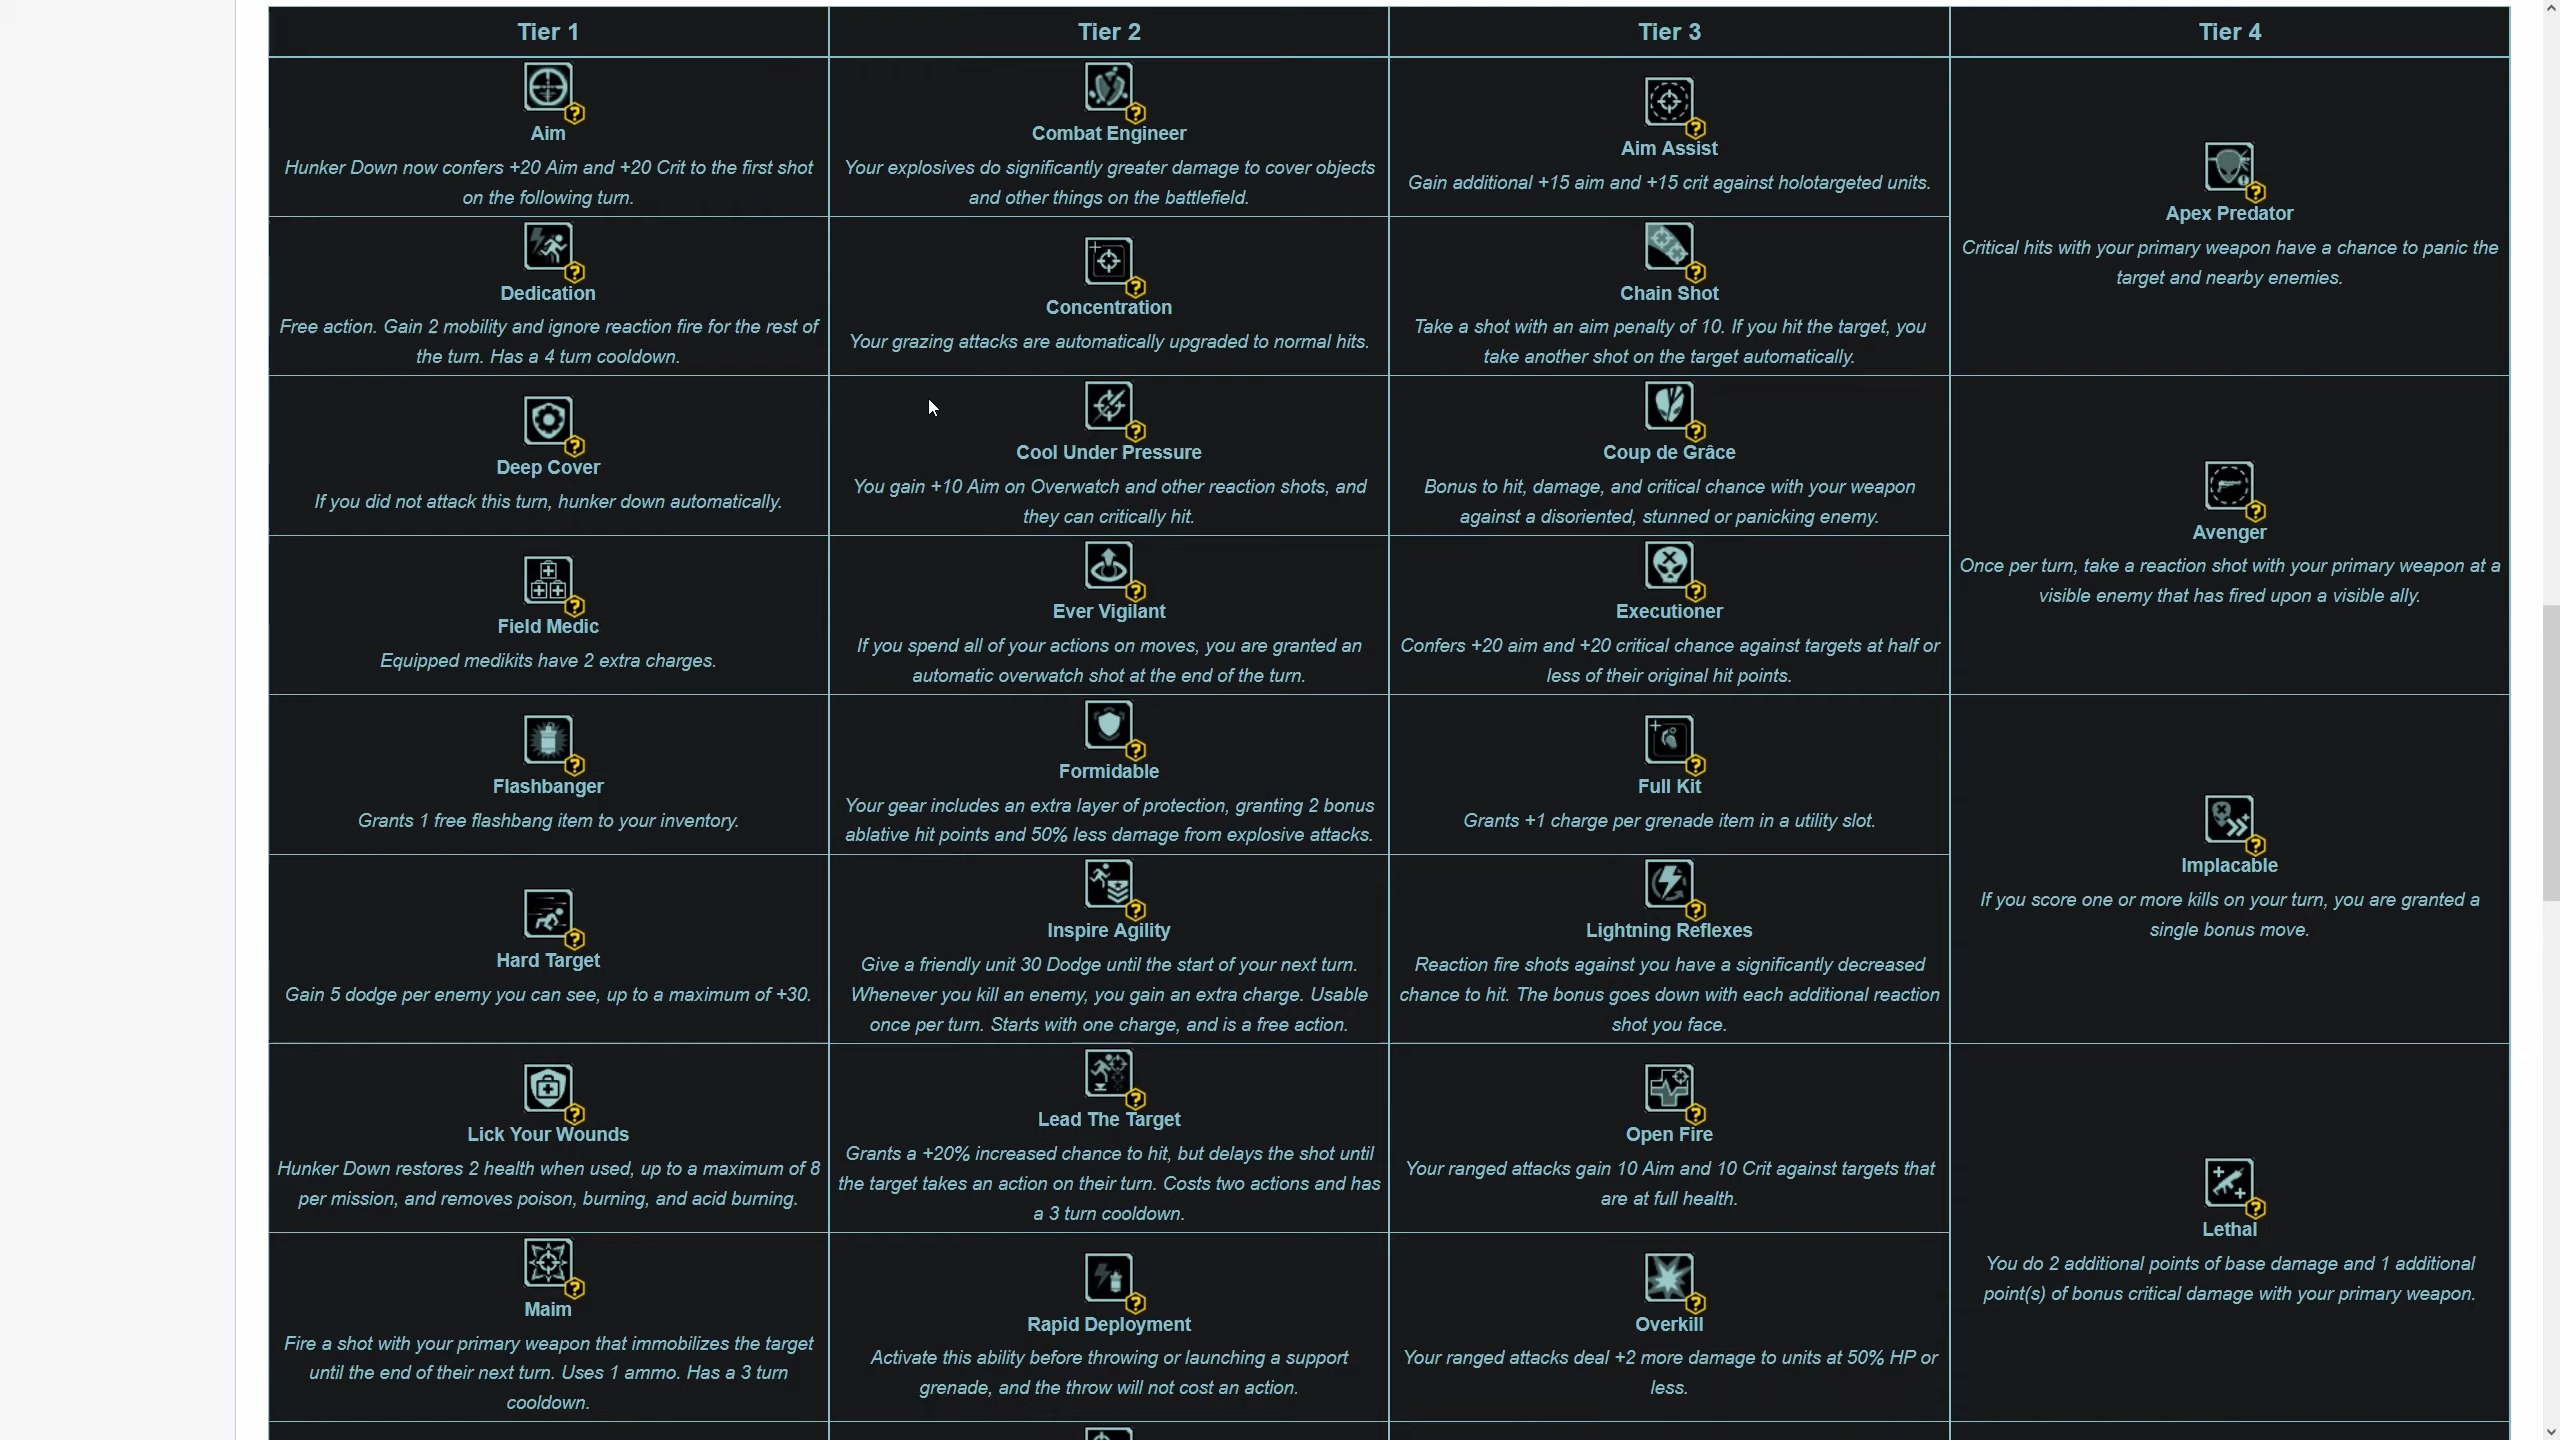 Tier 1
Tier 2
Tier 3
Tier 4
Aim
Hunker Down now confers +20 Aim and +20 Crit to the first shot
on the following turn.
Combat Engineer
Your explosives do significantly greater damage to cover objects
and other things on the battlefield.
Aim Assist
Gain additional +15 aim and +15 crit against holotargeted units.
Apex Predator
Critical hits with your primary weapon have a chance to panic the
target and nearby enemies.
Dedication
Free action. Gain 2 mobility and ignore reaction fire for the rest of
the turn. Has a 4 turn cooldown.
Concentration
Your grazing attacks are automatically upgraded to normal hits.
Chain Shot
Take a shot with an aim penalty of 10. If you hit the target, you
take another shot on the target automatically.
Deep Cover
If you did not attack this turn, hunker down automatically.
Cool Under Pressure
You gain +10 Aim on Overwatch and other reaction shots, and
they can critically hit.
Coup de Grâce
Bonus to hit, damage, and critical chance with your weapon
against a disoriented, stunned or panicking enemy.
Avenger
Once per turn, take a reaction shot with your primary weapon at a
visible enemy that has fired upon a visible ally.
Field Medic
Equipped medikits have 2 extra charges.
Ever Vigilant
If you spend all of your actions on moves, you are granted an
automatic overwatch shot at the end of the turn.
Executioner
Confers +20 aim and +20 critical chance against targets at half or
less of their original hit points.
Flashbanger
Grants 1 free flashbang item to your inventory.
Formidable
Your gear includes an extra layer of protection, granting 2 bonus
ablative hit points and 50% less damage from explosive attacks.
Full Kit
Grants +1 charge per grenade item in a utility slot.
Implacable
If you score one or more kills on your turn, you are granted a
single bonus move.
Hard Target
Gain 5 dodge per enemy you can see, up to a maximum of +30.
Inspire Agility
Give a friendly unit 30 Dodge until the start of your next turn.
Whenever you kill an enemy, you gain an extra charge. Usable
once per turn. Starts with one charge, and is a free action.
Lightning Reflexes
Reaction fire shots against you have a significantly decreased
chance to hit. The bonus goes down with each additional reaction
shot you face.
Lick Your Wounds
Hunker Down restores 2 health when used, up to a maximum of 8
per mission, and removes poison, burning, and acid burning.
Lead The Target
Grants a +20% increased chance to hit, but delays the shot until
the target takes an action on their turn. Costs two actions and has
a 3 turn cooldown.
Open Fire
Your ranged attacks gain 10 Aim and 10 Crit against targets that
are at full health.
Lethal
You do 2 additional points of base damage and 1 additional
point(s) of bonus critical damage with your primary weapon.
Maim
Fire a shot with your primary weapon that immobilizes the target
until the end of their next turn. Uses 1 ammo. Has a 3 turn
cooldown.
Rapid Deployment
Activate this ability before throwing or launching a support
grenade, and the throw will not cost an action.
Overkill
Your ranged attacks deal +2 more damage to units at 50% HP or
less.